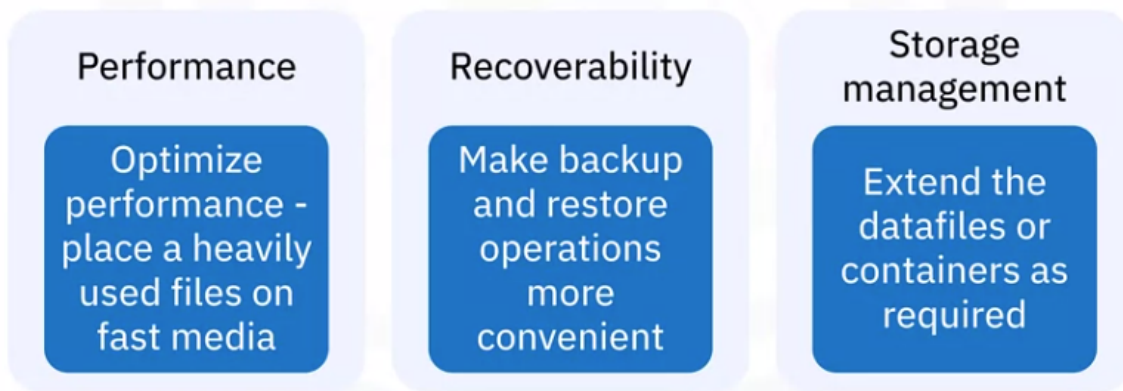 Performance
Optimize
performance -
place a heavily
used files on
fast media
Recoverability
Make backup
and restore
operations
more
convenient
Storage
management
Extend the
datafiles or
containers as
required